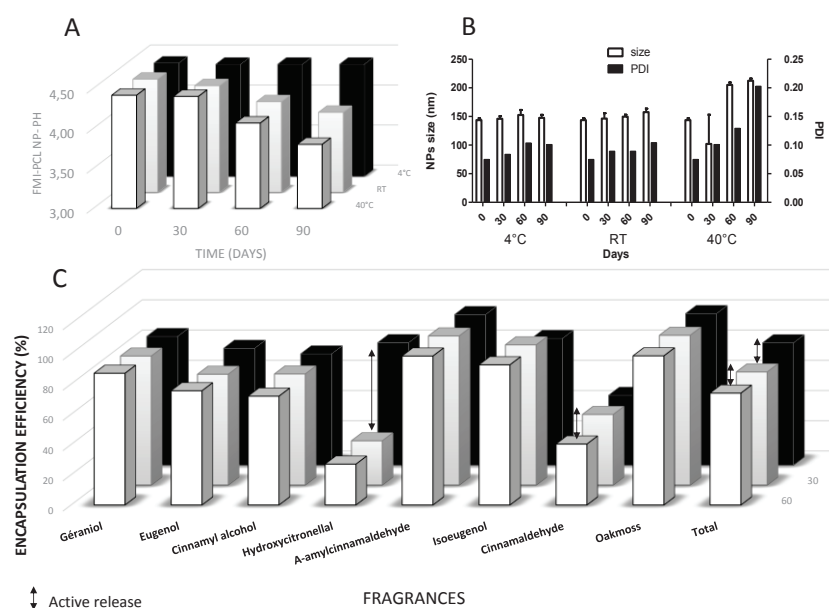 A
4,50
4,00
3,50
3,00
FMI-PCL NP- PH
4°C
RT
40°C
0 30 60 90
TIME (DAYS)
B
size
PDI
250
200
150
100
50
0
NPs size (nm)
0.25
0.20
0.15
0.10
0.05
0.00
PDI
0 30 60 90 0 30 60 90 0 30 60 90
4°C RT 40°C
Days
C
120
100
80
60
40
20
0
ENCAPSULATION EFFICIENCY (%)
30
60
Géraniol
Eugenol
Cinnamyl alcohol
Hydroxycitronellal
A-amylcinnamaldehyde
Isoeugenol
Cinnamaldehyde
Oakmoss
Total
Active release
FRAGRANCES